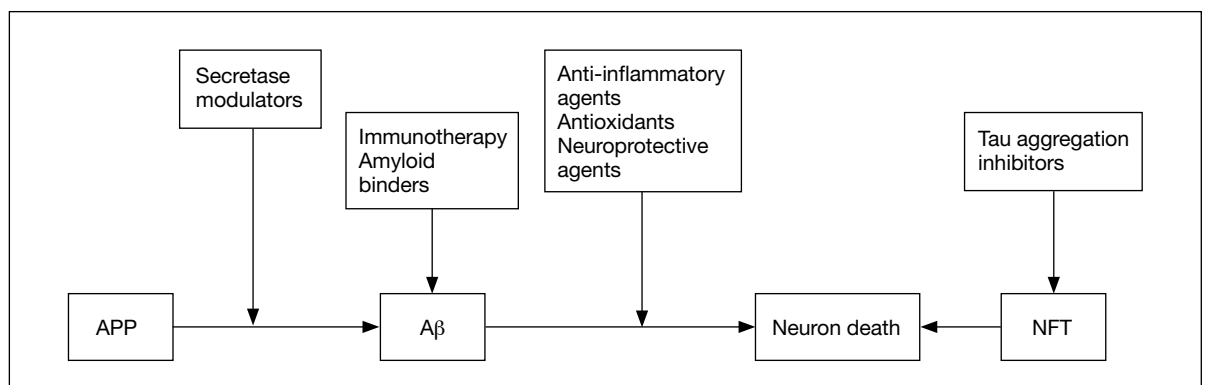 Secretase
modulators
Immunotherapy
Amyloid
binders
Anti-inflammatory
agents
Antioxidants
Neuroprotective
agents
Tau aggregation
inhibitors
APP
Aβ
Neuron death
NFT